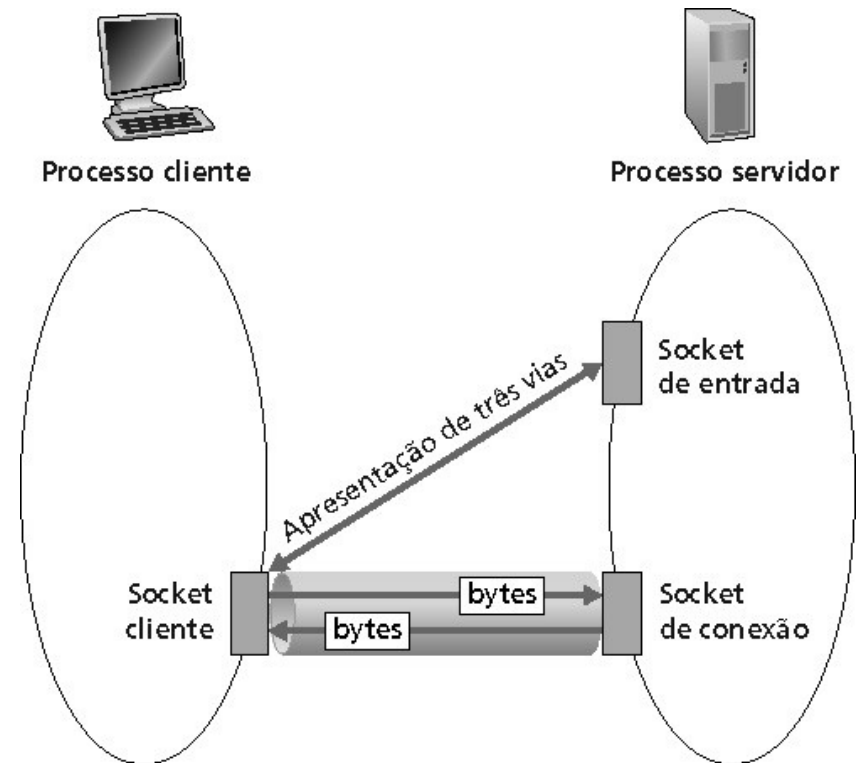 Processo cliente
Processo servidor
Socket
de entrada
Apresentação de três vias
Socket
cliente
bytes
bytes
Socket
de conexão